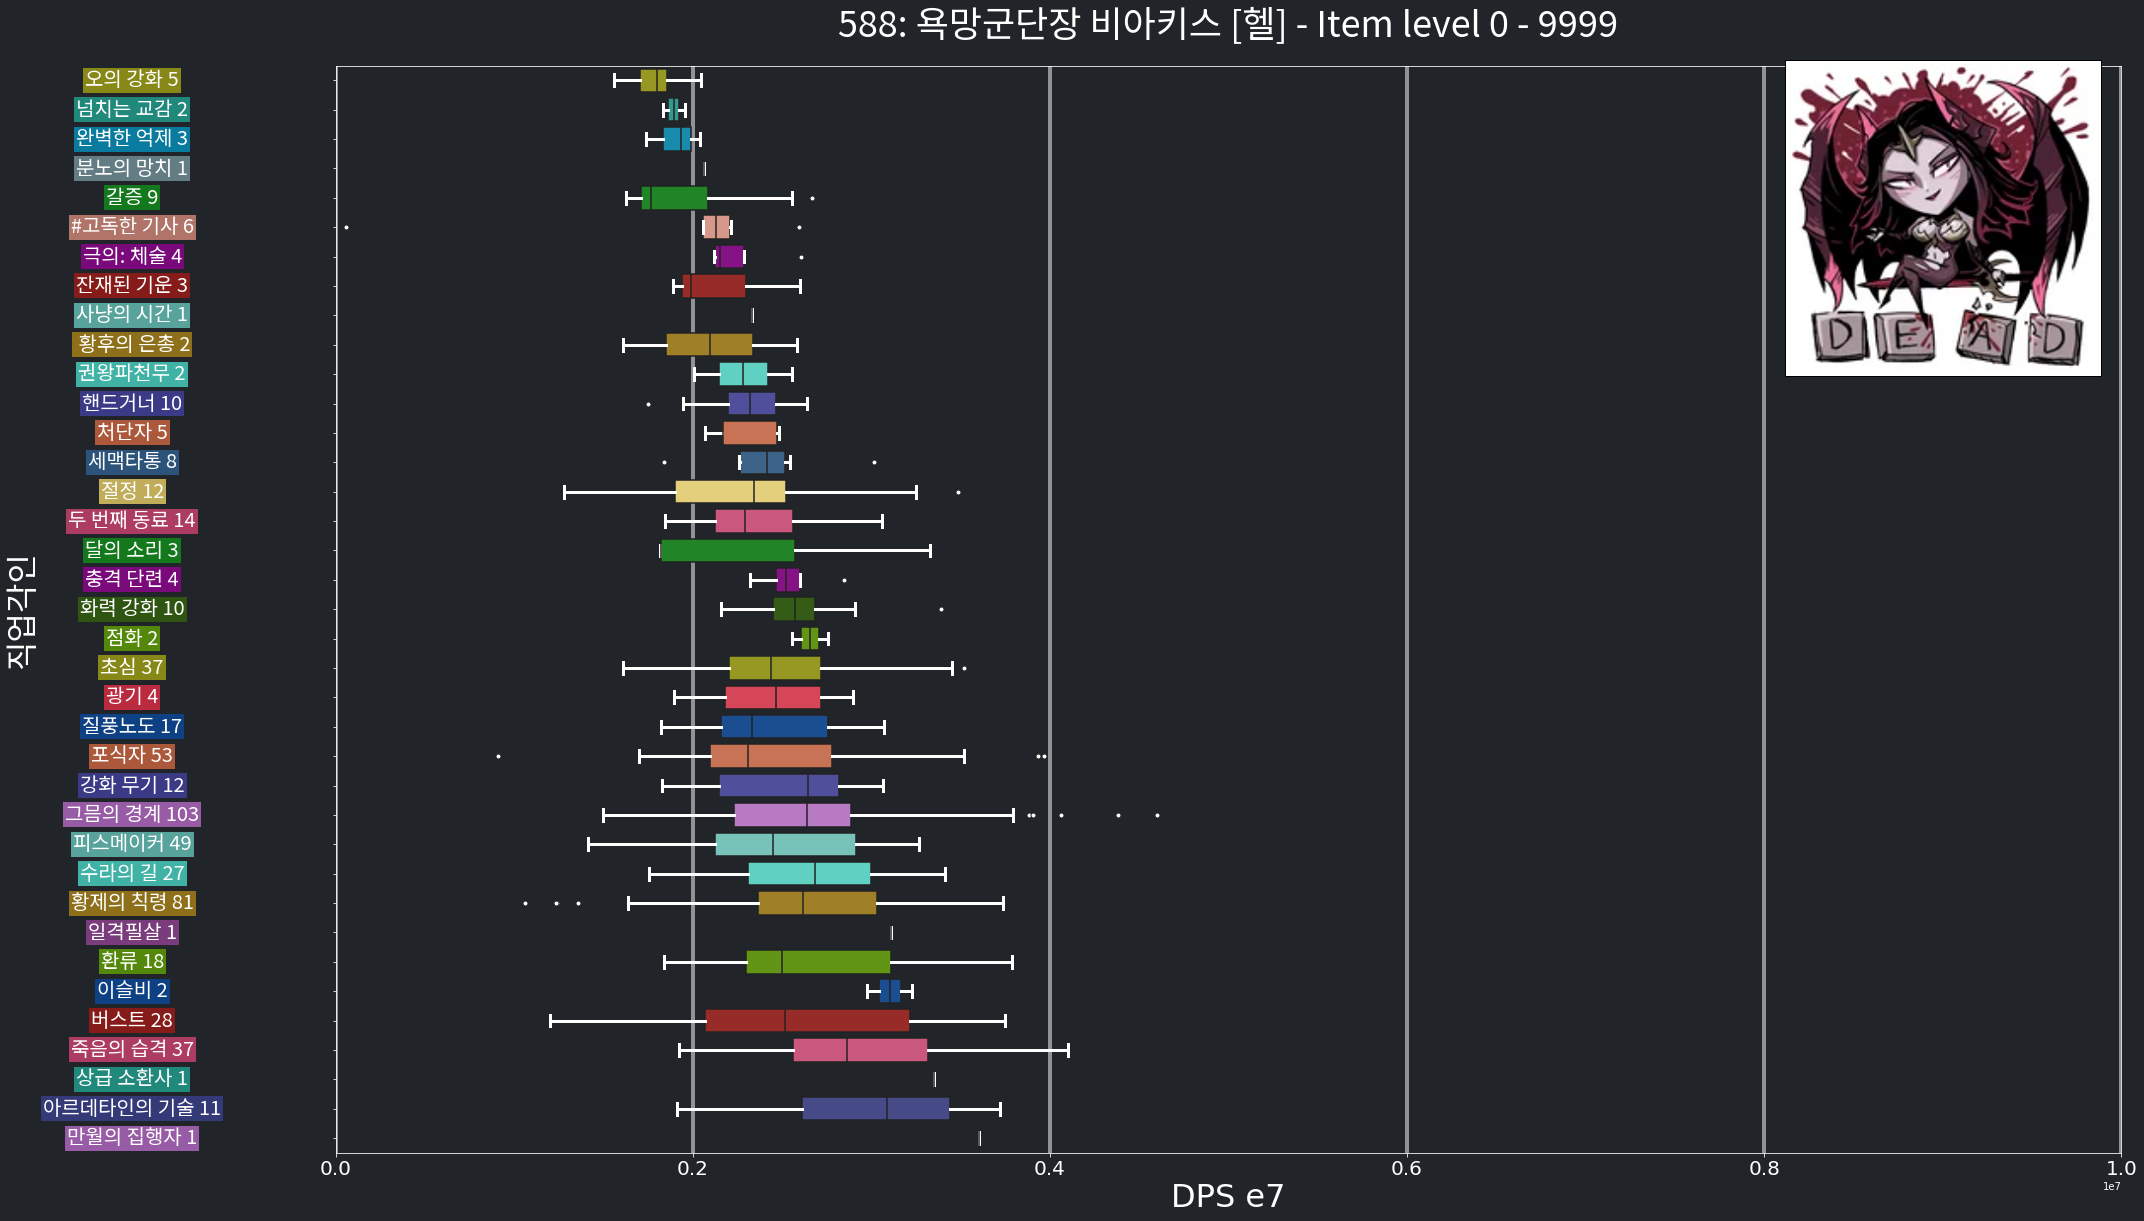 588: 욕망군단장 비아키스 [헬] - Item level 0 - 9999
오의 강화 5
넘치는 교감 2
완벽한 억제 3
분노의 망치 1
갈증 9
#고독한 기사 6
극의: 체술 4
잔재된 기운 3
사냥의 시간 1
황후의 은총 2
권왕파천무 2
핸드거너 10
처단자 5
세맥타통 8
절정 12
두 번째 동료 14
달의 소리 3
충격 단련 4
화력 강화 10
점화 2
초심 37
광기 4
질풍노도 17
포식자 53
강화 무기 12
그믐의 경계 103
피스메이커 49
수라의 길 27
황제의 칙령 81
일격필살 1
환류 18
이슬비 2
버스트 28
죽음의 습격 37
상급 소환사 1
아르데타인의 기술 11
만월의 집행자 1
직업각인
DEAD
0.0 0.2 0.4 0.6 0.8 1.0
1e7
DPS e7